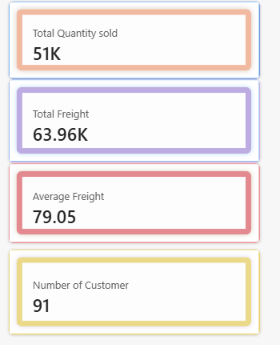 Total Quantity sold
51K
Total Freight
63.96K
Average Freight
79.05
Number of Customer
91